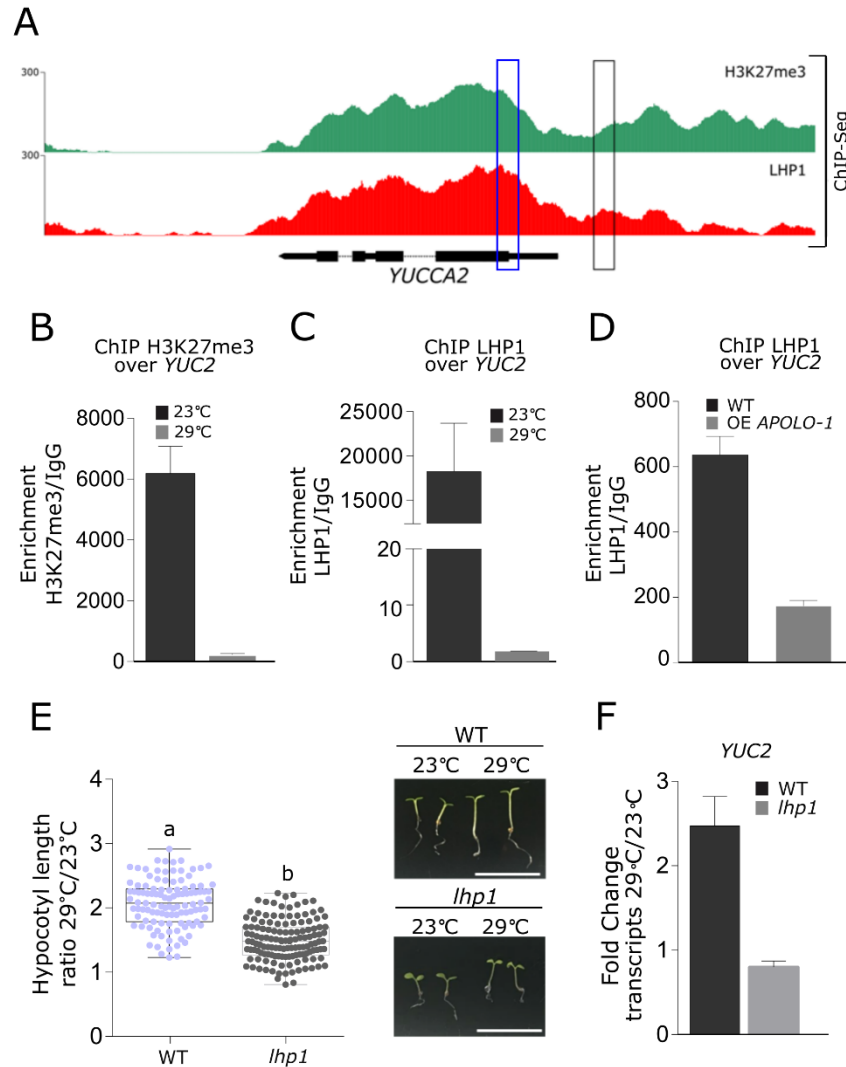 A
300
H3K27me3
300
LHP1
ChIP-Seq
YUCCA2
B
ChIP H3K27me3
over YUC2
23°C
29°C
Enrichment
H3K27me3/IgG
8000
6000
4000
2000
0
C
ChIP LHP1
over YUC2
23°C
29°C
Enrichment
LHP1/IgG
25000
20000
15000
20
10
0
D
ChIP LHP1
over YUC2
WT
OE APOLO-1
Enrichment
LHP1/IgG
800
600
400
200
0
E
Hypocotyl length
ratio 29°C/23°C
4
3
2
1
0
a
b
WT
lhp1
WT
23°C 29°C
lhp1
23°C 29°C
F
YUC2
WT
lhp1
Fold Change
transcripts 29°C/23°C
3
2
1
0